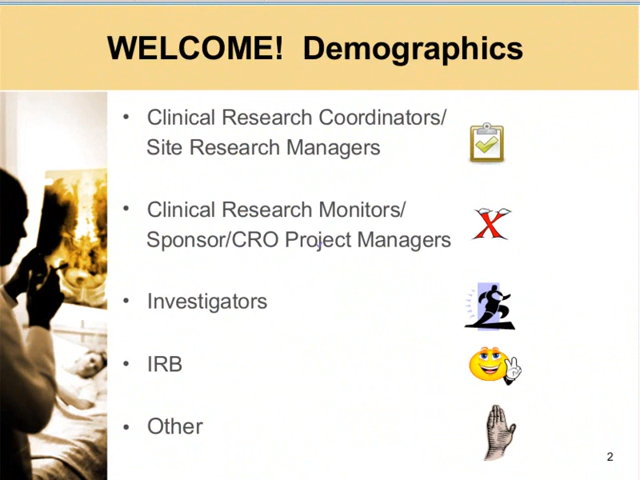 WELCOME!  Demographics
• Clinical Research Coordinators/
Site Research Managers
• Clinical Research Monitors/
Sponsor/CRO Project Managers
X
• Investigators
• IRB
• Other
2